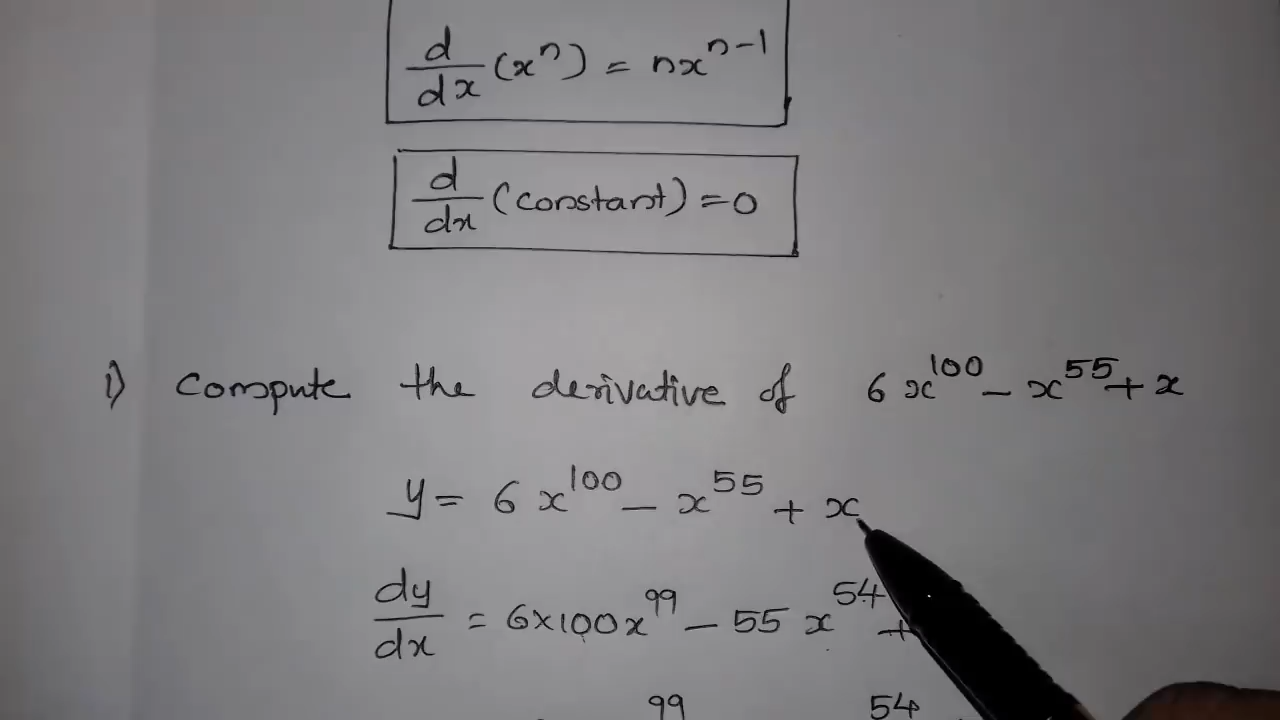 d/dx (x^n) = nx^(n-1)
d/dx (constant) = 0
1) Compute the derivative of 6x^100 - x^55 + x
y = 6x^100 - x^55 + x
dy/dx = 6×100x^99 - 55x^54 +
99 54